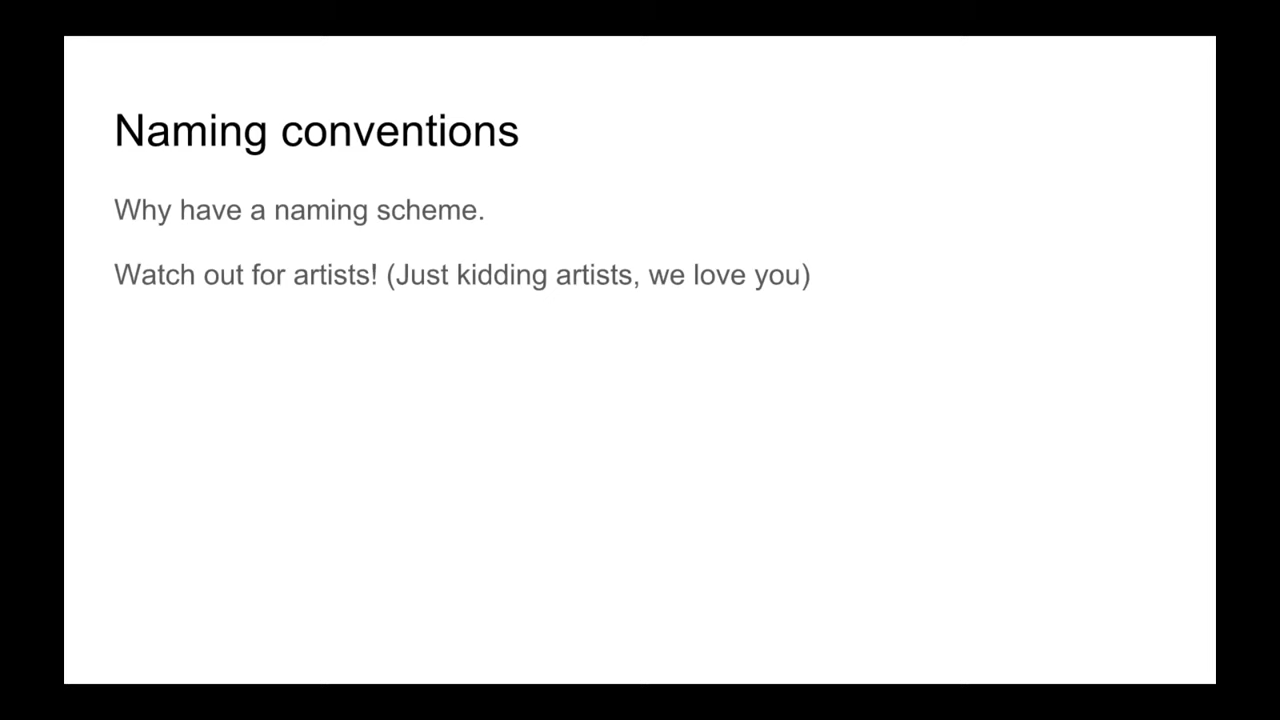 Naming conventions
Why have a naming scheme.
Watch out for artists! (Just kidding artists, we love you)